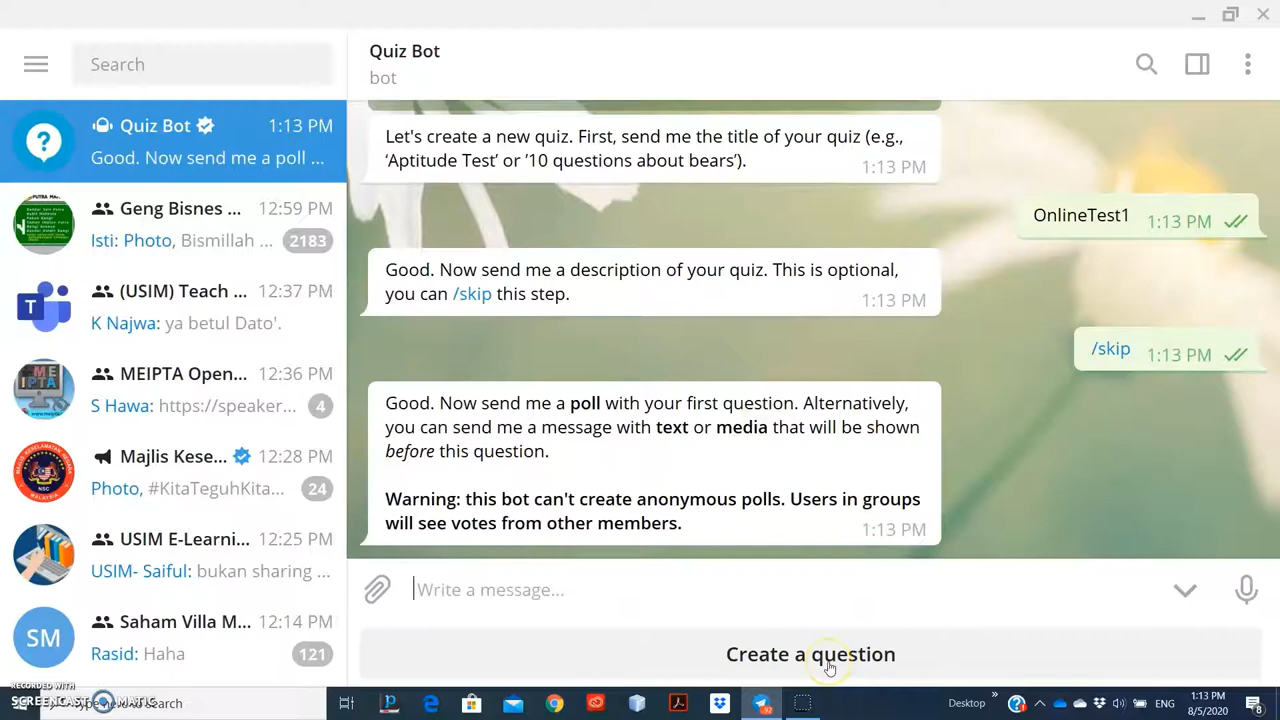 Search
Quiz Bot
bot
Quiz Bot 1:13 PM
Good. Now send me a poll ...
Geng Bisnes ... 12:59 PM
Isti: Photo, Bismillah ... 2183
(USIM) Teach ... 12:37 PM
K Najwa: ya betul Dato'.
MEIPTA Open... 12:36 PM
S Hawa: https://speaker... 4
Majlis Kese... 12:28 PM
Photo, #KitaTeguhKita... 24
USIM E-Learni... 12:25 PM
USIM- Saiful: bukan sharing ...
SM Saham Villa M... 12:14 PM
Rasid: Haha 121
Let's create a new quiz. First, send me the title of your quiz (e.g.,
‘Aptitude Test’ or ’10 questions about bears’).
1:13 PM
OnlineTest1 1:13 PM
Good. Now send me a description of your quiz. This is optional,
you can /skip this step.
1:13 PM
/skip 1:13 PM
Good. Now send me a poll with your first question. Alternatively,
you can send me a message with text or media that will be shown
before this question.
Warning: this bot can't create anonymous polls. Users in groups
will see votes from other members.
1:13 PM
Write a message...
Create a question
RECORDED WITH
SCREENCAST MATIC
here to search
Desktop
ENG
1:13 PM
8/5/2020
8